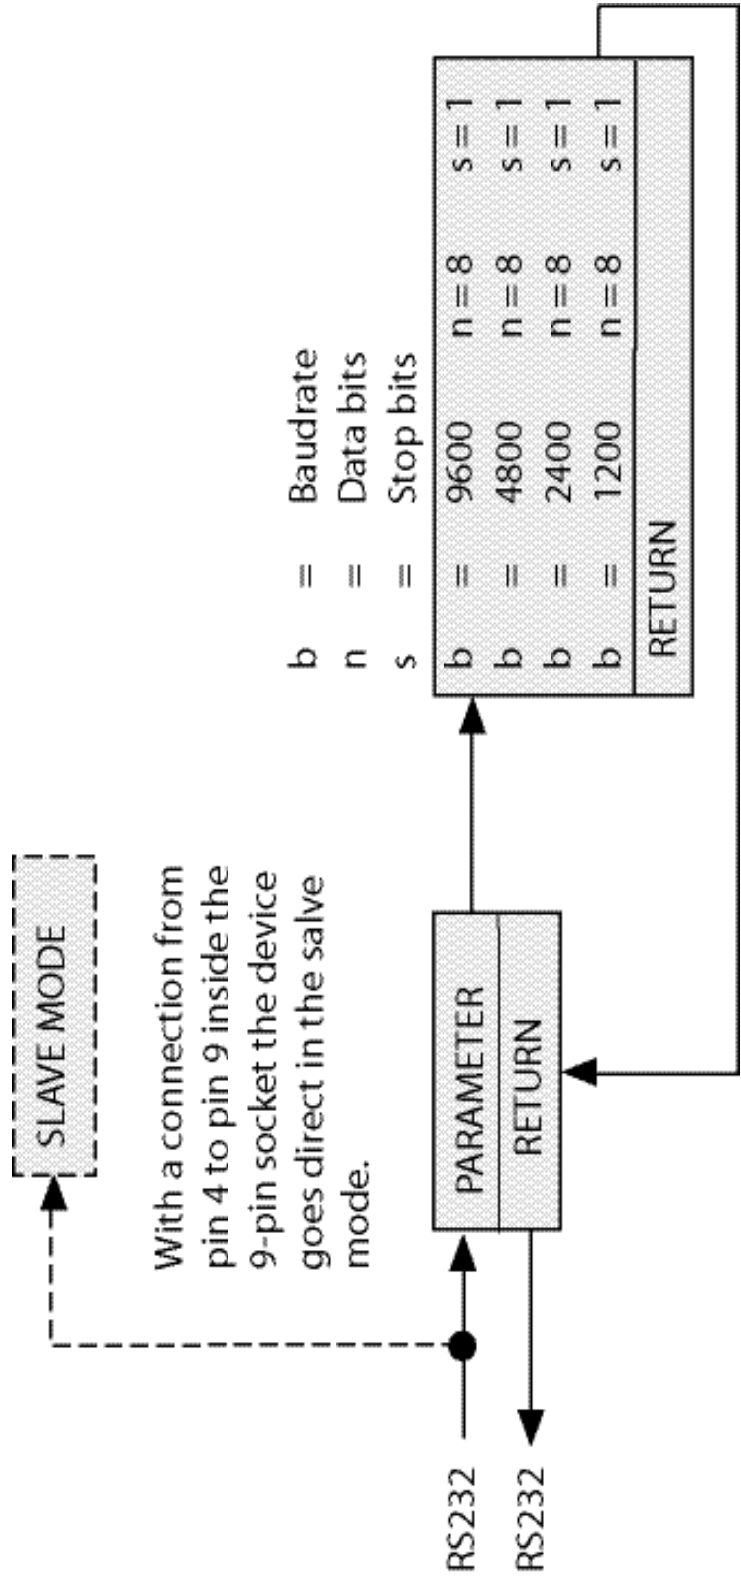 SLAVE MODE
With a connection from
pin 4 to pin 9 inside the
9-pin socket the device
goes direct in the salve
mode.
b = Baudrate
n = Data bits
s = Stop bits
RS232
PARAMETER
b = 9600 n = 8 s = 1
b = 4800 n = 8 s = 1
b = 2400 n = 8 s = 1
b = 1200 n = 8 s = 1
RS232
RETURN
RETURN